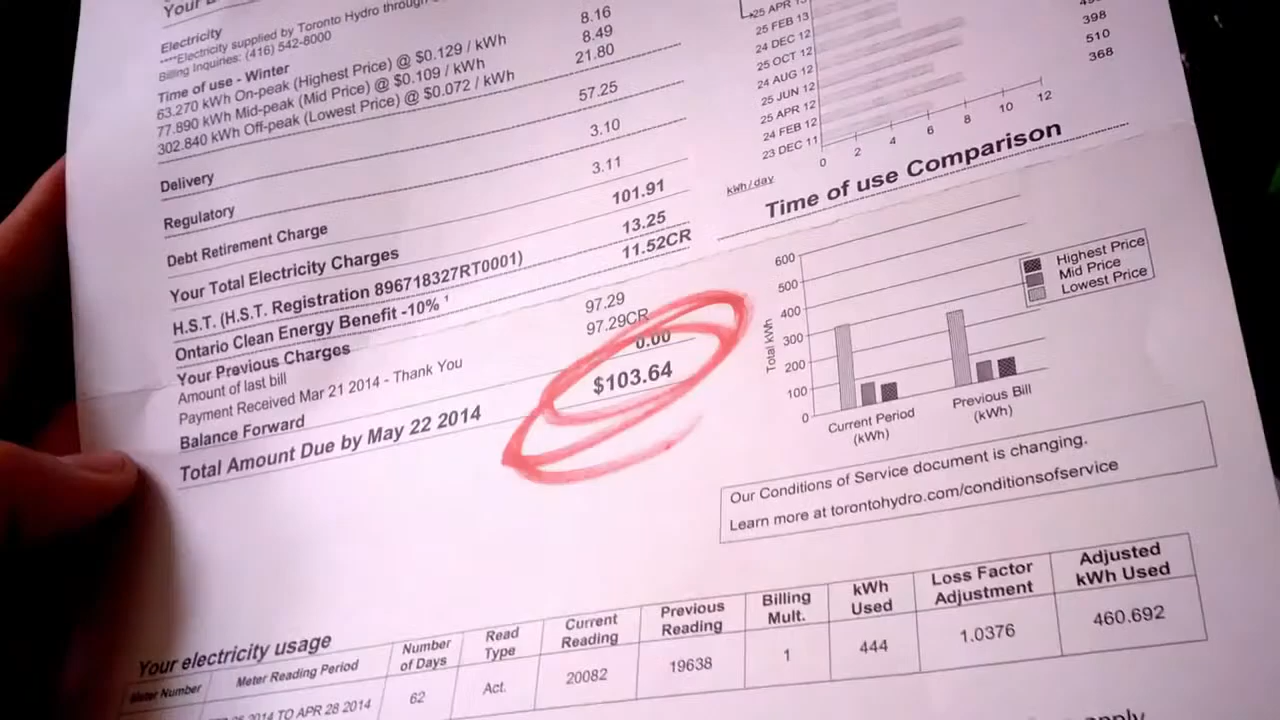 Your
Electricity
****Electricity supplied by Toronto Hydro through
Billing Inquiries: (416) 542-8000
Time of use - Winter
63.270 kWh On-peak (Highest Price) @ $0.129 / kWh 8.16
77.890 kWh Mid-peak (Mid Price) @ $0.109 / kWh 8.49
302.840 kWh Off-peak (Lowest Price) @ $0.072 / kWh 21.80
Delivery 57.25
Regulatory 3.10
Debt Retirement Charge 3.11
Your Total Electricity Charges 101.91
H.S.T. (H.S.T. Registration 896718327RT0001) 13.25
Ontario Clean Energy Benefit -10% ¹ 11.52CR
Your Previous Charges
Amount of last bill 97.29
Payment Received Mar 21 2014 - Thank You 97.29CR
Balance Forward 0.00
Total Amount Due by May 22 2014 $103.64
25 APR 13
25 FEB 13
24 DEC 12 398
25 OCT 12 510
24 AUG 12 368
25 JUN 12
25 APR 12
24 FEB 12
23 DEC 11
0 2 4 6 8 10 12
kWh/day
Time of use Comparison
600
500
400
300
200
100
0
Total kWh
Highest Price
Mid Price
Lowest Price
Current Period
(kWh)
Previous Bill
(kWh)
Our Conditions of Service document is changing.
Learn more at torontohydro.com/conditionsofservice
Your electricity usage
Meter Number Meter Reading Period Number of Days Read Type Current Reading Previous Reading Billing Mult. kWh Used Loss Factor Adjustment Adjusted kWh Used
2014 TO APR 28 2014 62 Act. 20082 19638 1 444 1.0376 460.692
apply